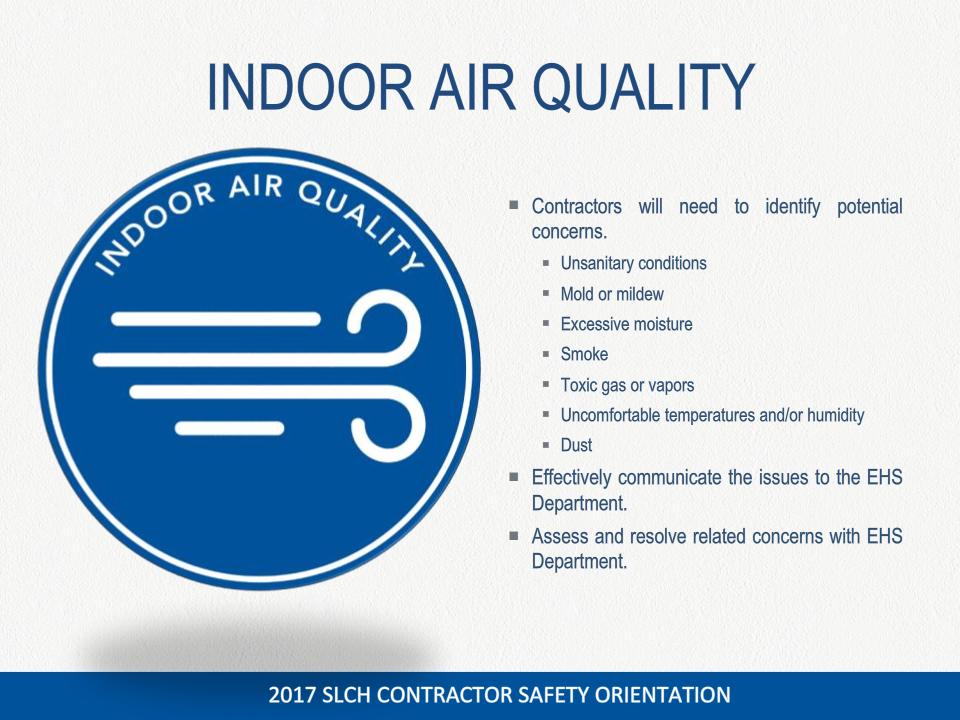 INDOOR AIR QUALITY
INDOOR AIR QUALITY
Contractors will need to identify potential
concerns.
Unsanitary conditions
Mold or mildew
Excessive moisture
Smoke
Toxic gas or vapors
Uncomfortable temperatures and/or humidity
Dust
Effectively communicate the issues to the EHS
Department.
Assess and resolve related concerns with EHS
Department.
2017 SLCH CONTRACTOR SAFETY ORIENTATION